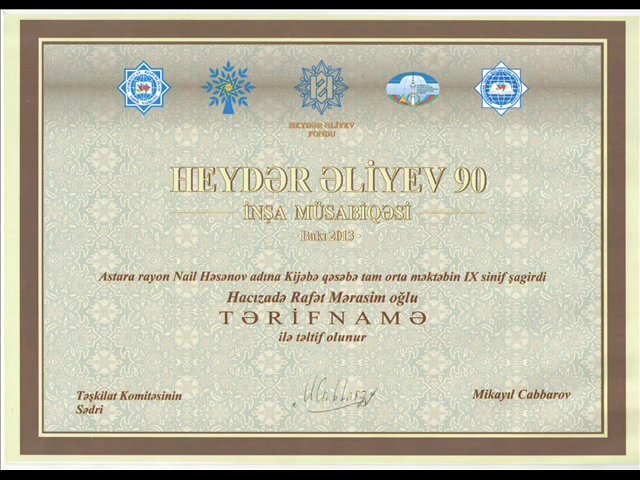 HEYDƏR ƏLİYEV
FONDU
HEYDƏR ƏLİYEV 90
İNŞA MÜSABİQƏSİ
· Bakı 2013 ·
Astara rayon Nail Həsənov adına Kijəbə qəsəbə tam orta məktəbin IX sinif şagirdi
Hacızadə Rafət Mərasim oğlu
TƏRİFNAMƏ
ilə təltif olunur
Təşkilat Komitəsinin
Sədri
Mikayıl Cabbarov